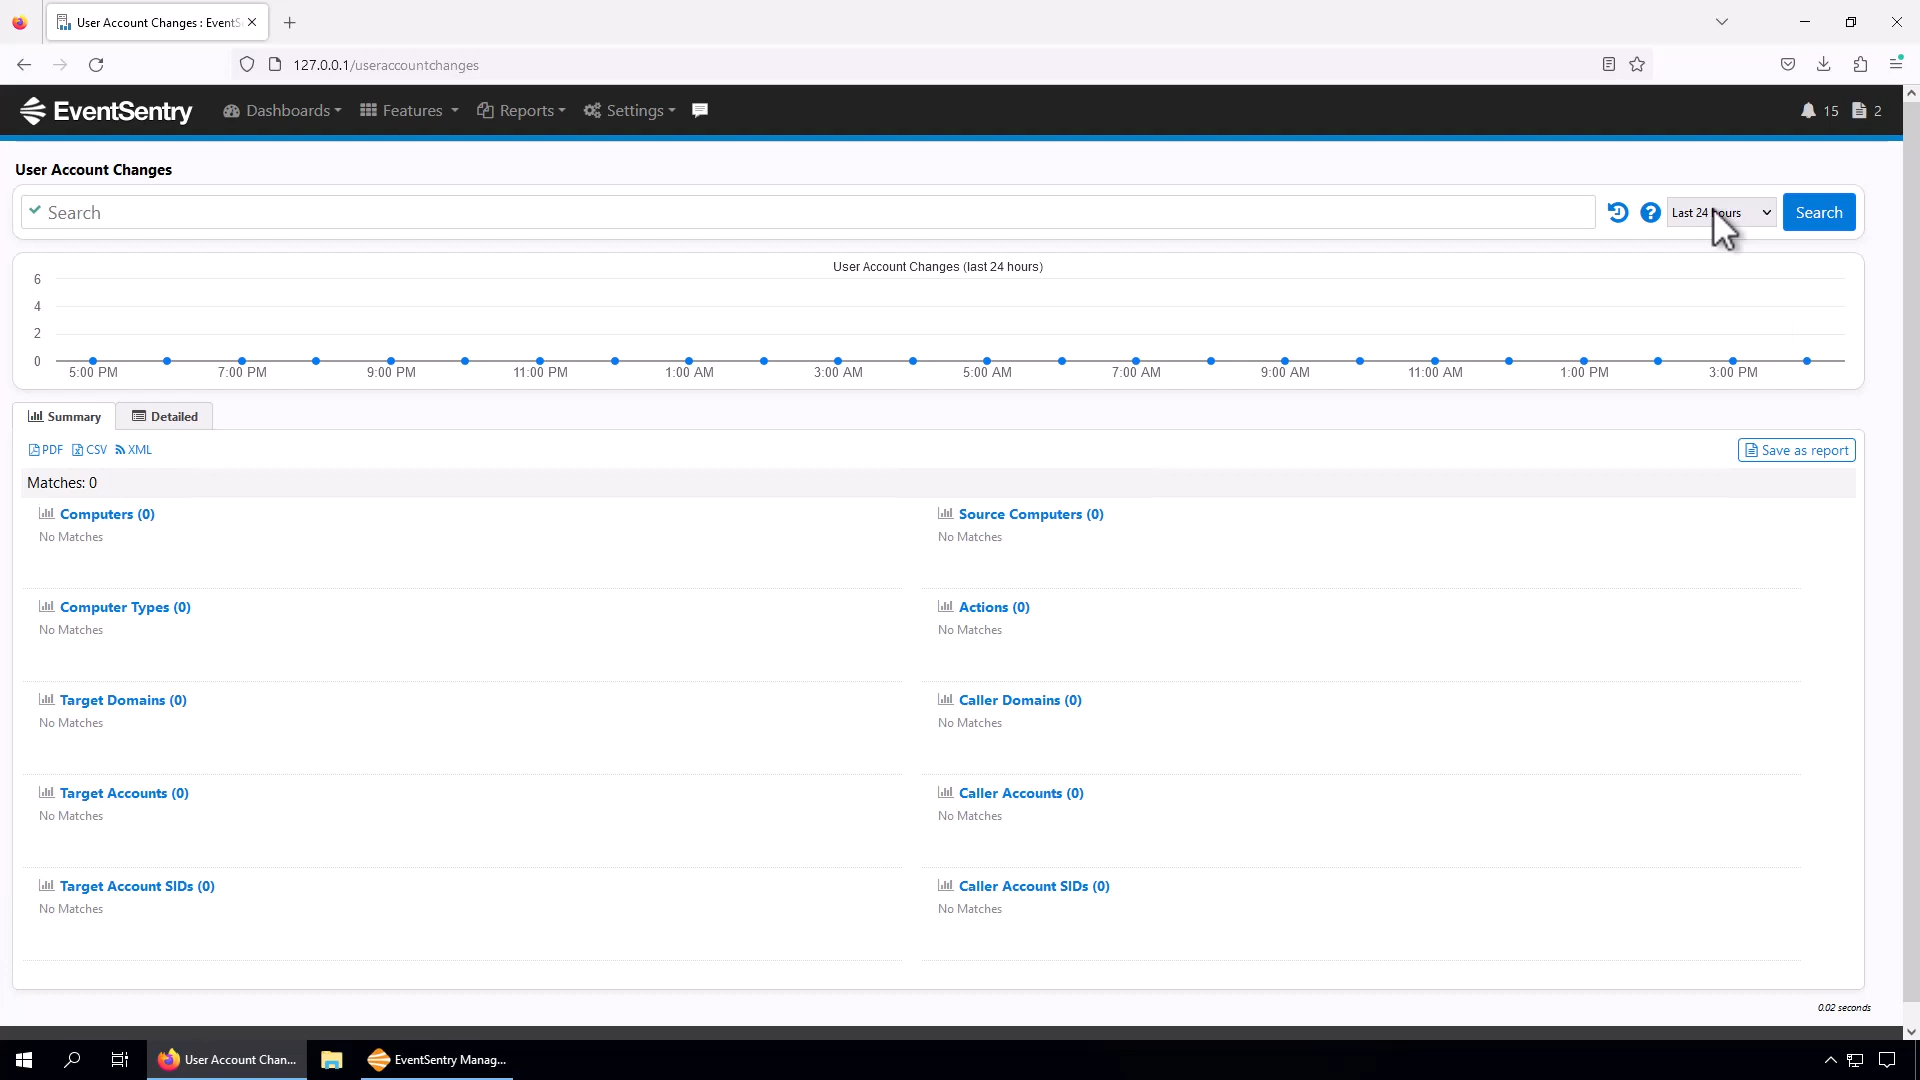 User Account Changes : EventS
127.0.0.1/useraccountchanges
EventSentry
Dashboards
Features
Reports
Settings
15
2
User Account Changes
Search
Last 24 hours
Search
User Account Changes (last 24 hours)
6
4
2
0
5:00 PM 7:00 PM 9:00 PM 11:00 PM 1:00 AM 3:00 AM 5:00 AM 7:00 AM 9:00 AM 11:00 AM 1:00 PM 3:00 PM
Summary
Detailed
PDF CSV XML
Save as report
Matches: 0
Computers (0)
No Matches
Source Computers (0)
No Matches
Computer Types (0)
No Matches
Actions (0)
No Matches
Target Domains (0)
No Matches
Caller Domains (0)
No Matches
Target Accounts (0)
No Matches
Caller Accounts (0)
No Matches
Target Account SIDs (0)
No Matches
Caller Account SIDs (0)
No Matches
0.02 seconds
User Account Chan...
EventSentry Manag...